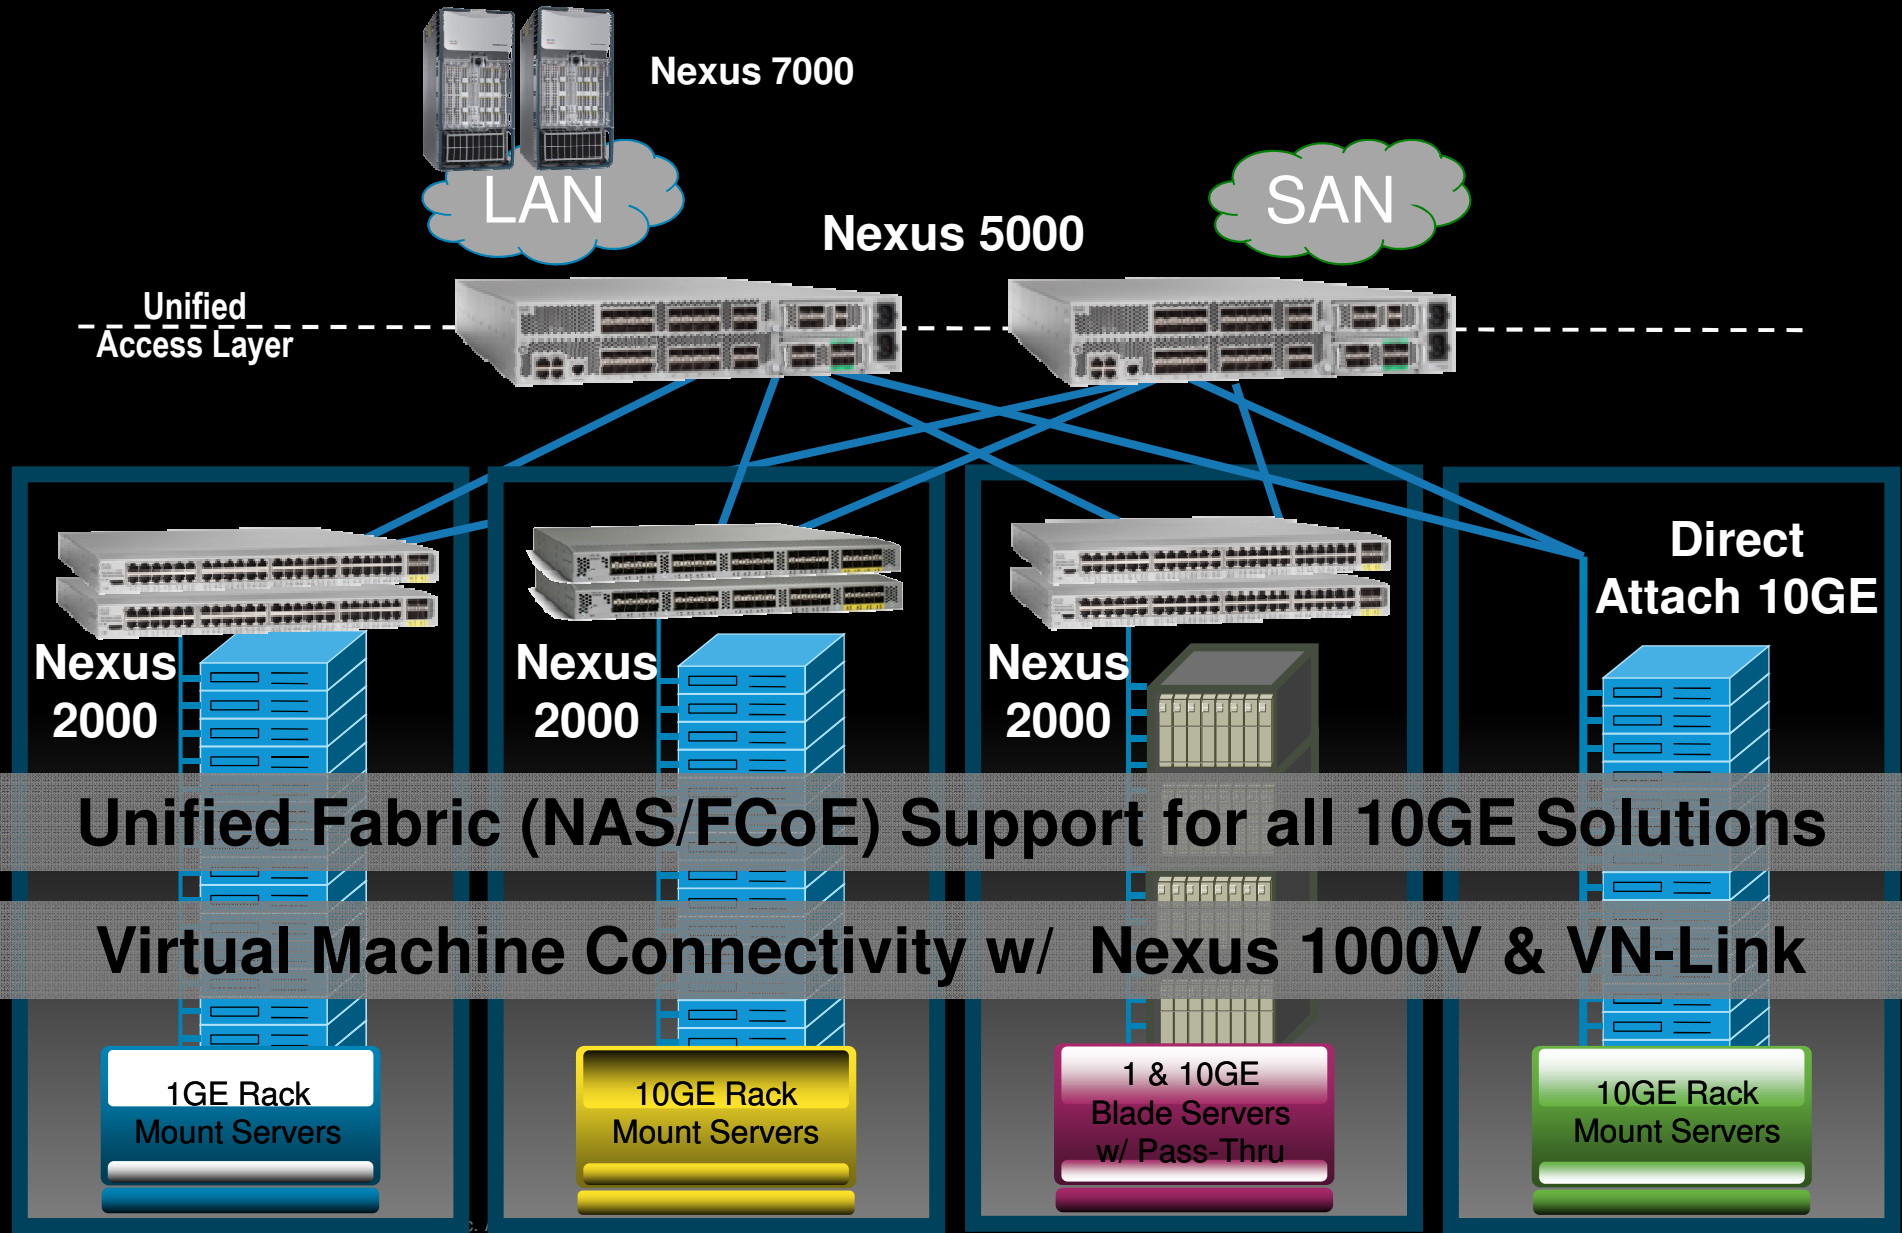 Nexus 7000
LAN
SAN
Nexus 5000
Unified
Access Layer
Direct
Attach 10GE
Nexus
2000
Nexus
2000
Nexus
2000
Unified Fabric (NAS/FCoE) Support for all 10GE Solutions
Virtual Machine Connectivity w/ Nexus 1000V & VN-Link
1GE Rack
Mount Servers
10GE Rack
Mount Servers
1 & 10GE
Blade Servers
w/ Pass-Thru
10GE Rack
Mount Servers